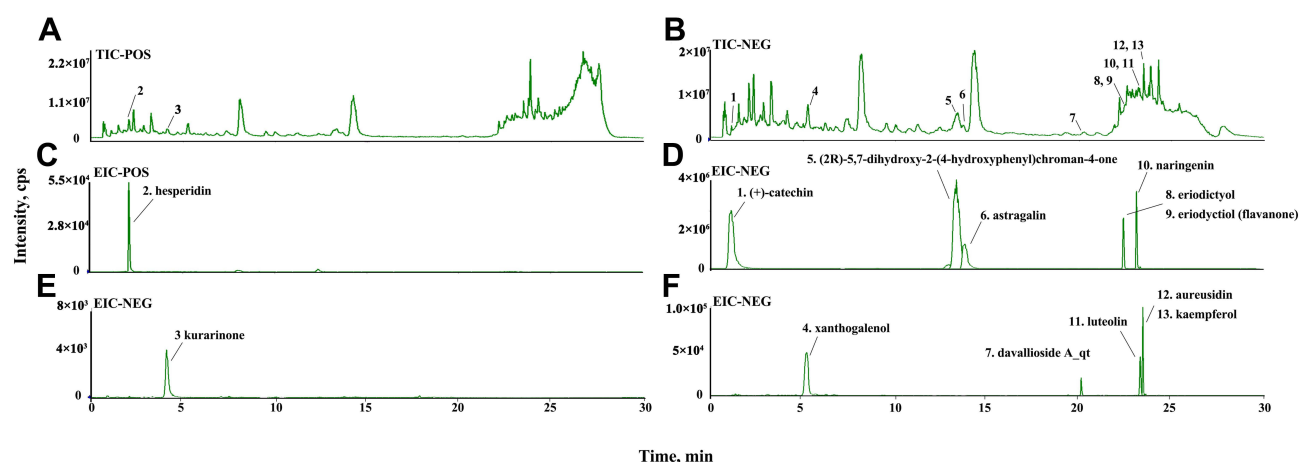 A
TIC-POS
2.2×10⁷
1.1×10⁷
0
2
3
B
TIC-NEG
2×10⁷
1×10⁷
0
1
4
5
6
7
8, 9
10, 11
12, 13
C
EIC-POS
5.5×10⁴
2.8×10⁴
0
2. hesperidin
D
EIC-NEG
4×10⁶
2×10⁶
0
1. (+)-catechin
5. (2R)-5,7-dihydroxy-2-(4-hydroxyphenyl)chroman-4-one
6. astragalin
10. naringenin
8. eriodictyol
9. eriodyctiol (flavanone)
E
EIC-NEG
8×10³
4×10³
0
3 kurarinone
0 5 10 15 20 25 30
F
EIC-NEG
1.0×10⁵
5×10⁴
0
4. xanthogalenol
7. davallioside A_qt
11. luteolin
12. aureusidin
13. kaempferol
0 5 10 15 20 25 30
Intensity, cps
Time, min